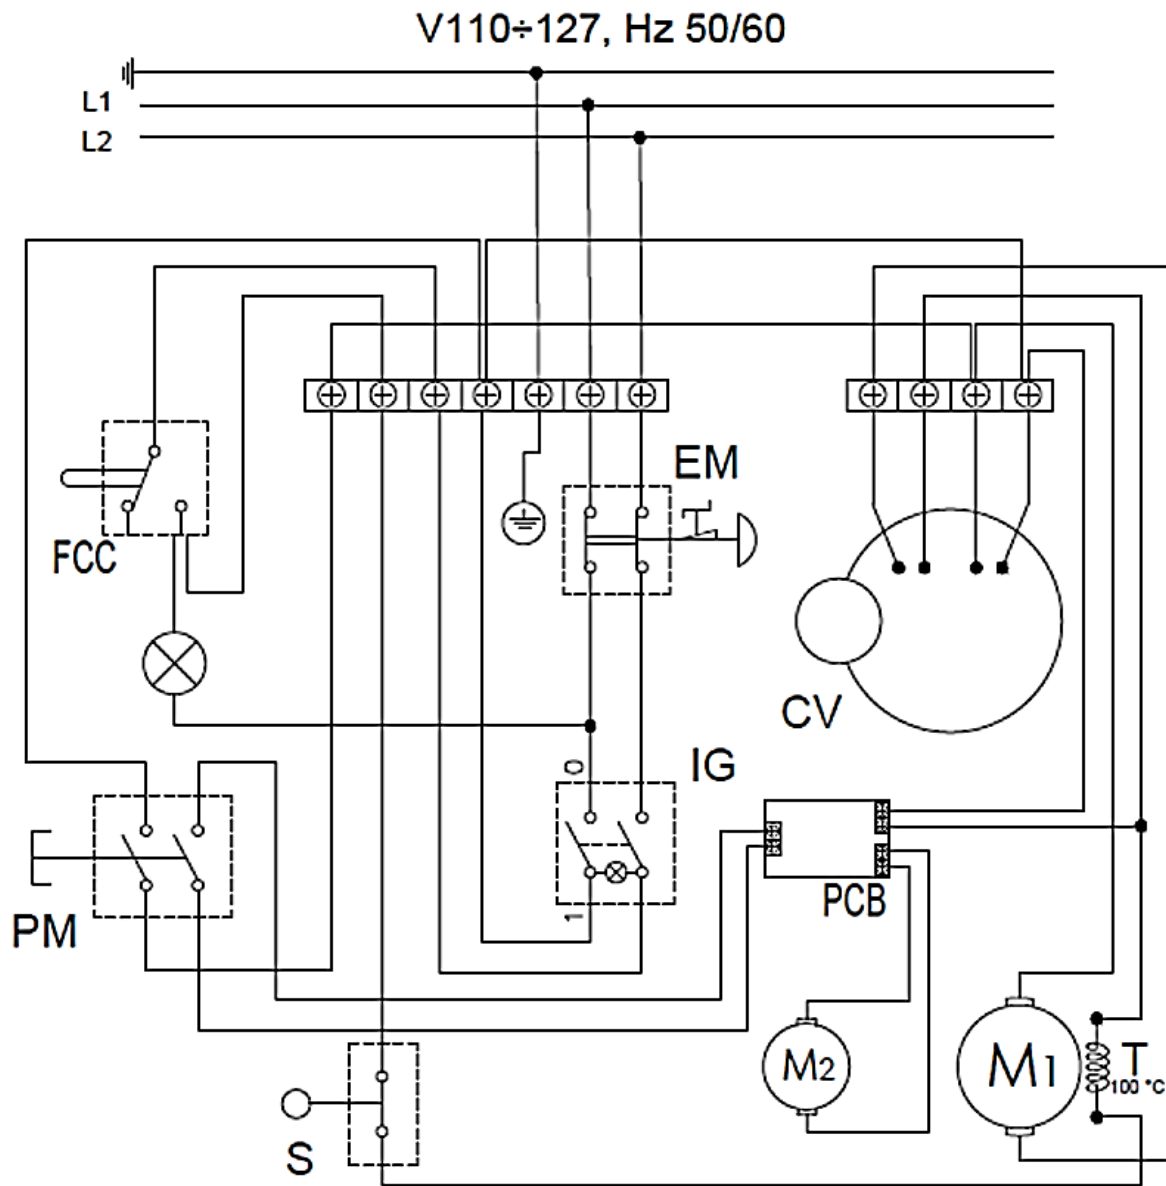 V110÷127, Hz 50/60
L1
L2
EM
FCC
CV
IG
0
1
PM
PCB
M2
M1
T
100 °C
S